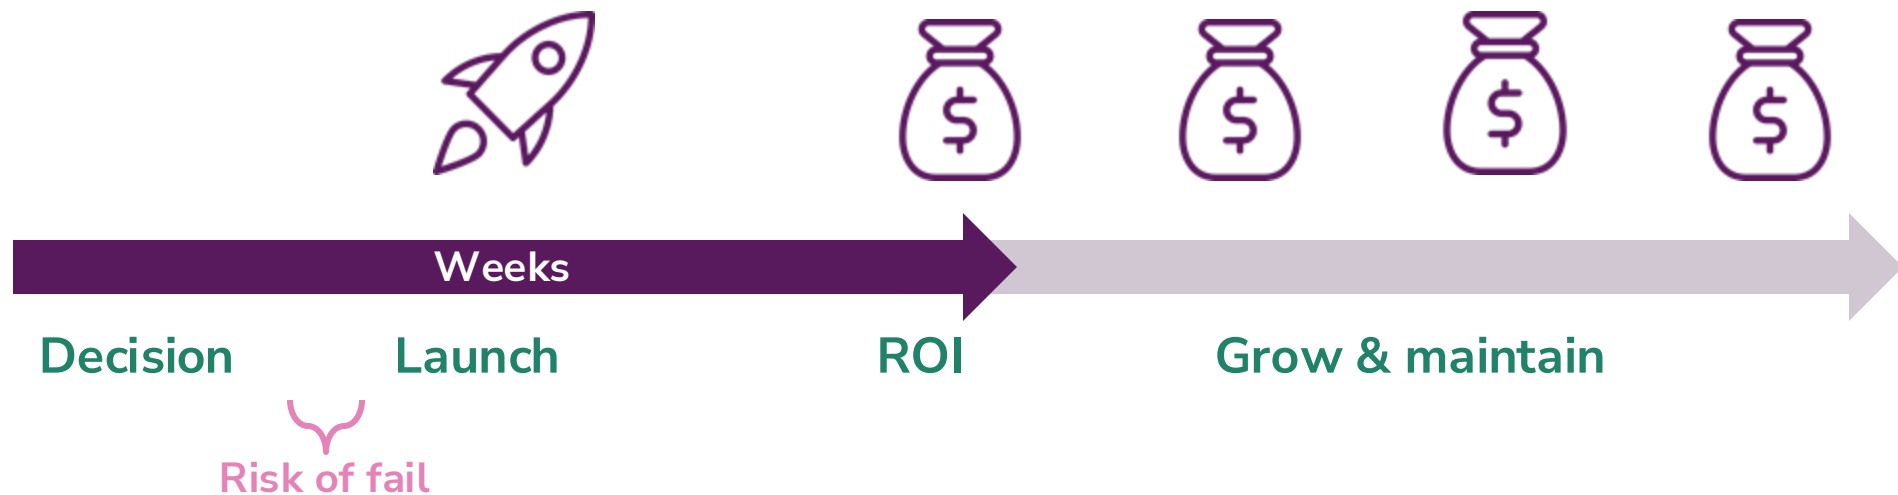 $ $ $ $
Weeks
Decision Launch ROI Grow & maintain
Risk of fail